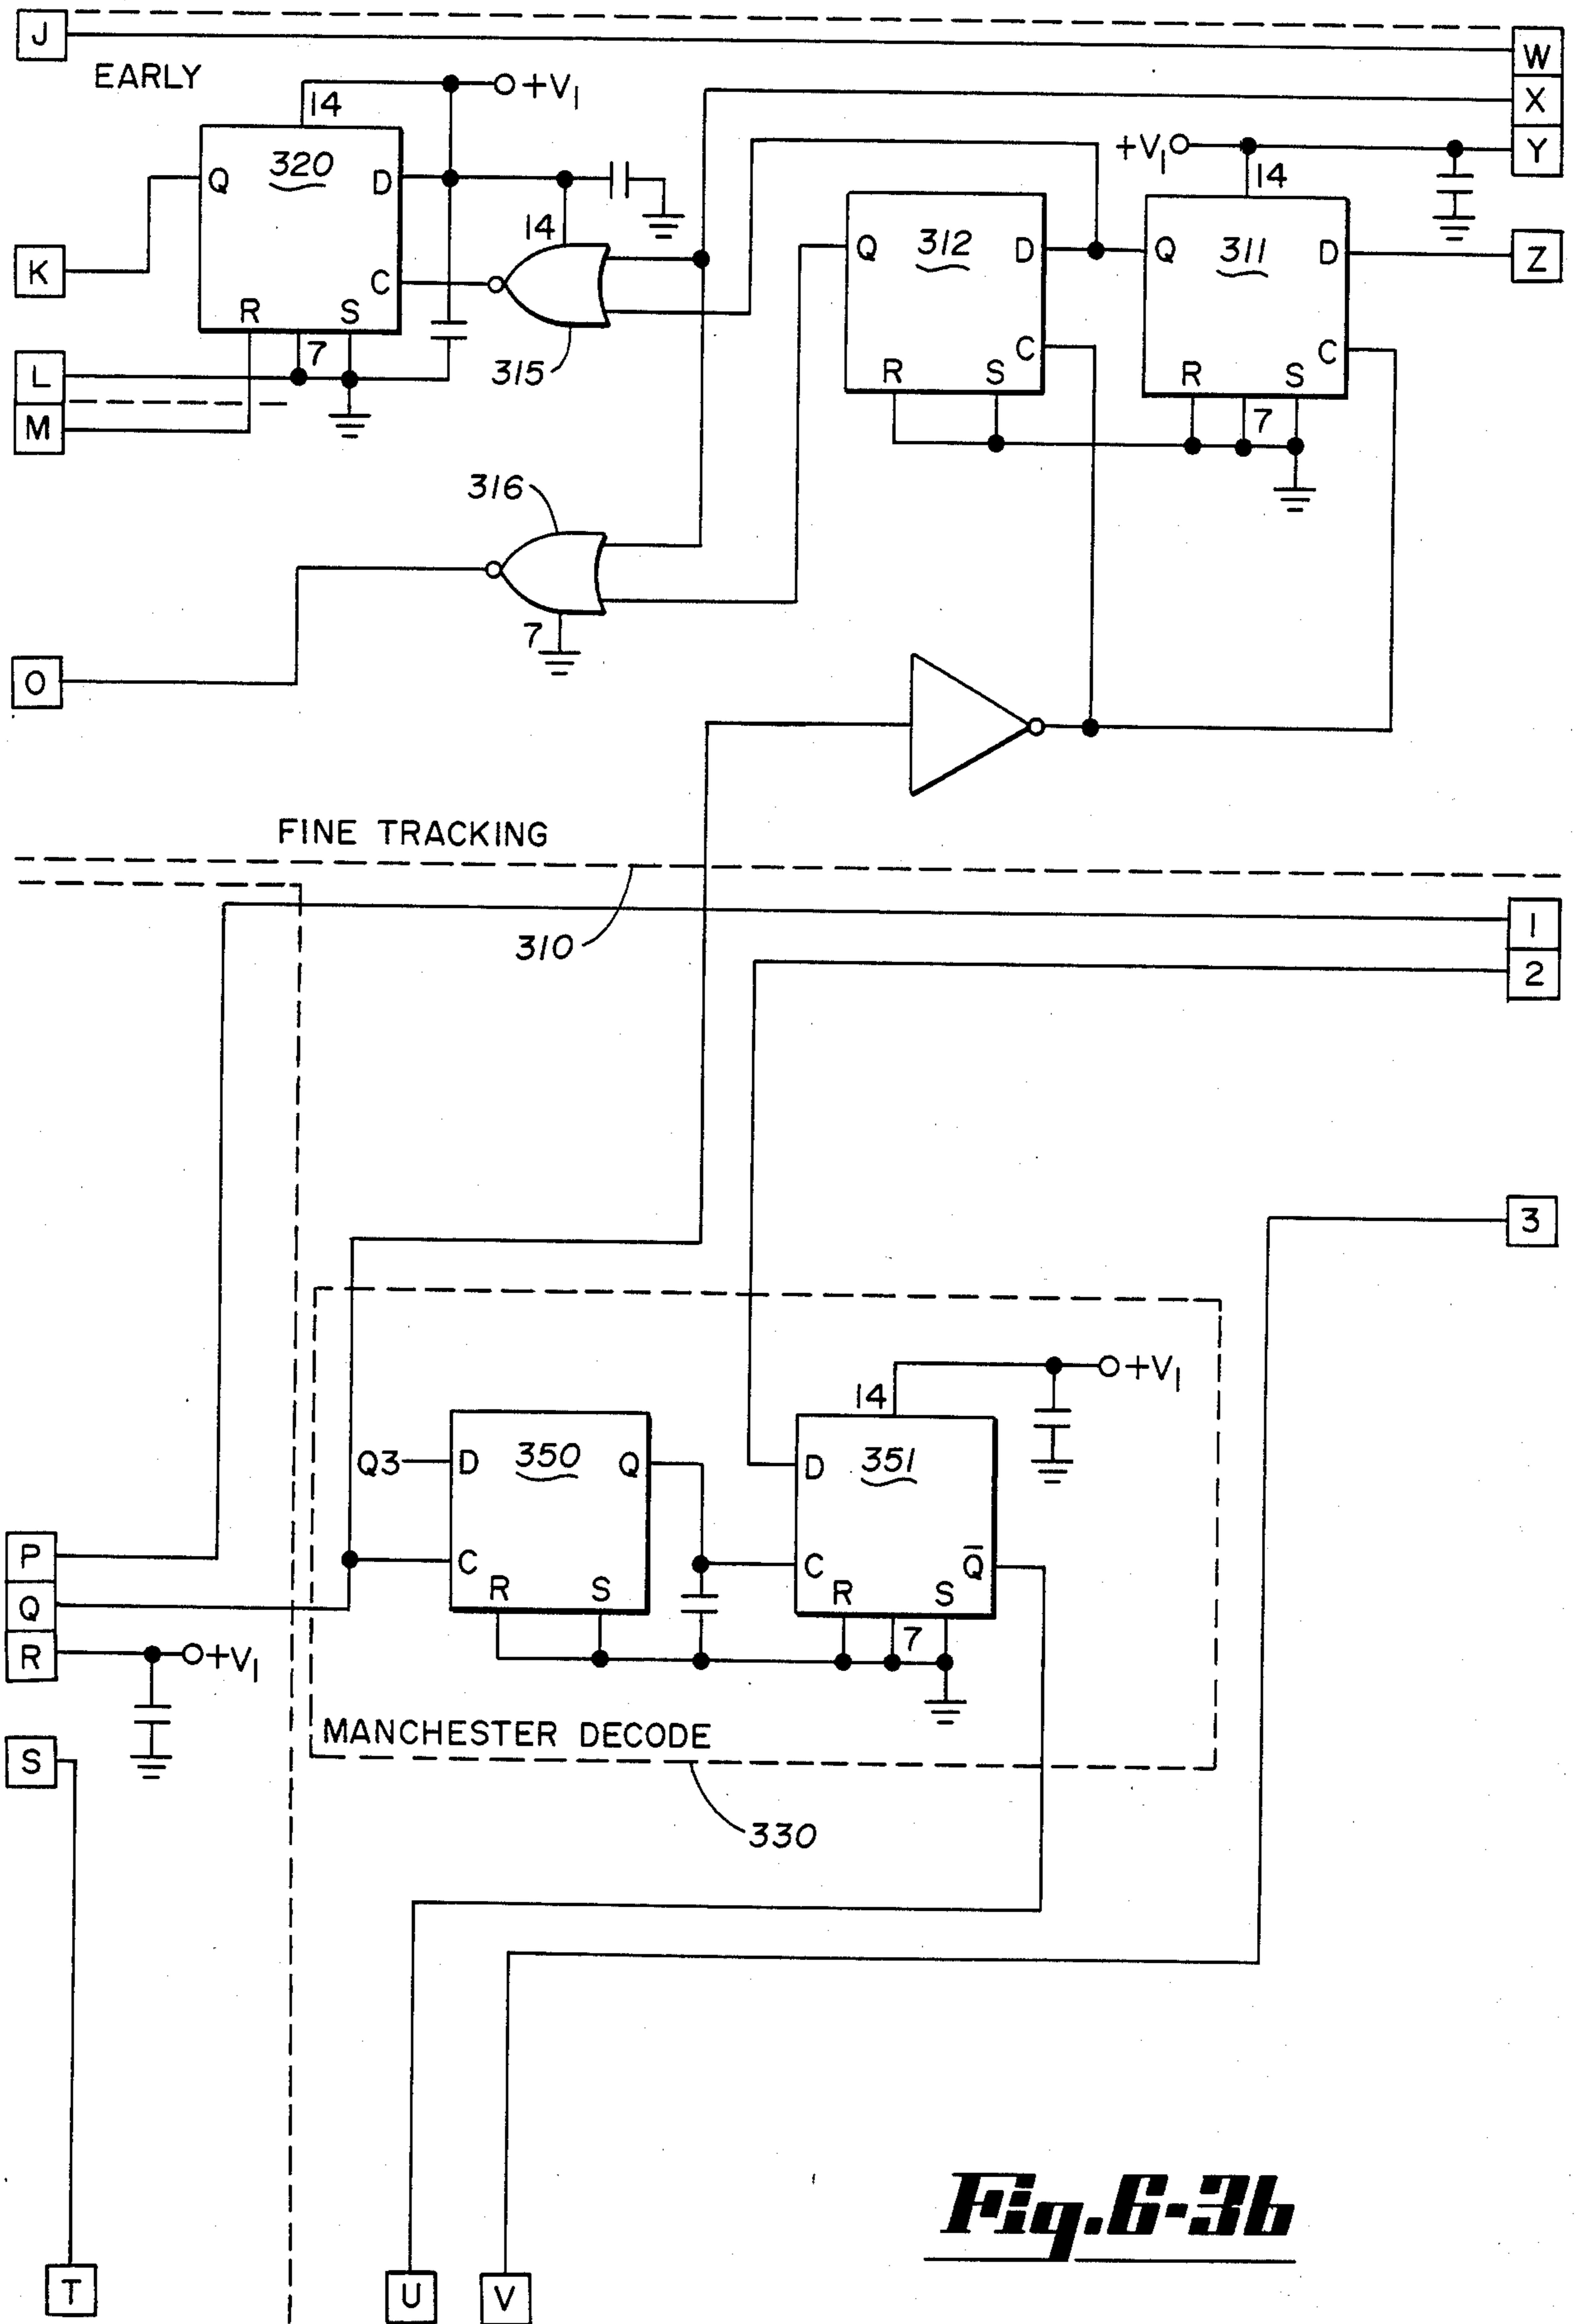 J
W
EARLY
+V1
14
X
+V1
Y
320
Q
D
14
14
K
C
R
S
7
315
Q
312
D
C
R
S
Q
311
D
C
R
S
7
Z
L
M
316
7
O
FINE TRACKING
310
1
2
3
+V1
14
Q3
D
350
Q
C
R
S
D
351
C
Q̅
R
S
7
P
Q
R
+V1
MANCHESTER DECODE
S
330
T
U
V
Fig.6-3b